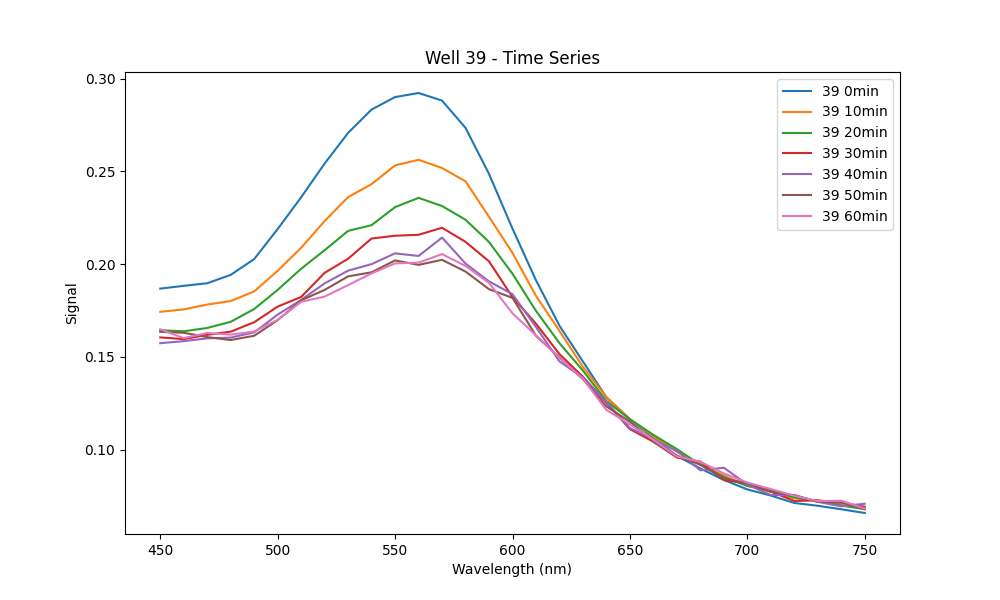 Well 39 - Time Series
0.30
0.25
0.20
0.15
0.10
Signal
39 0min
39 10min
39 20min
39 30min
39 40min
39 50min
39 60min
450 500 550 600 650 700 750
Wavelength (nm)